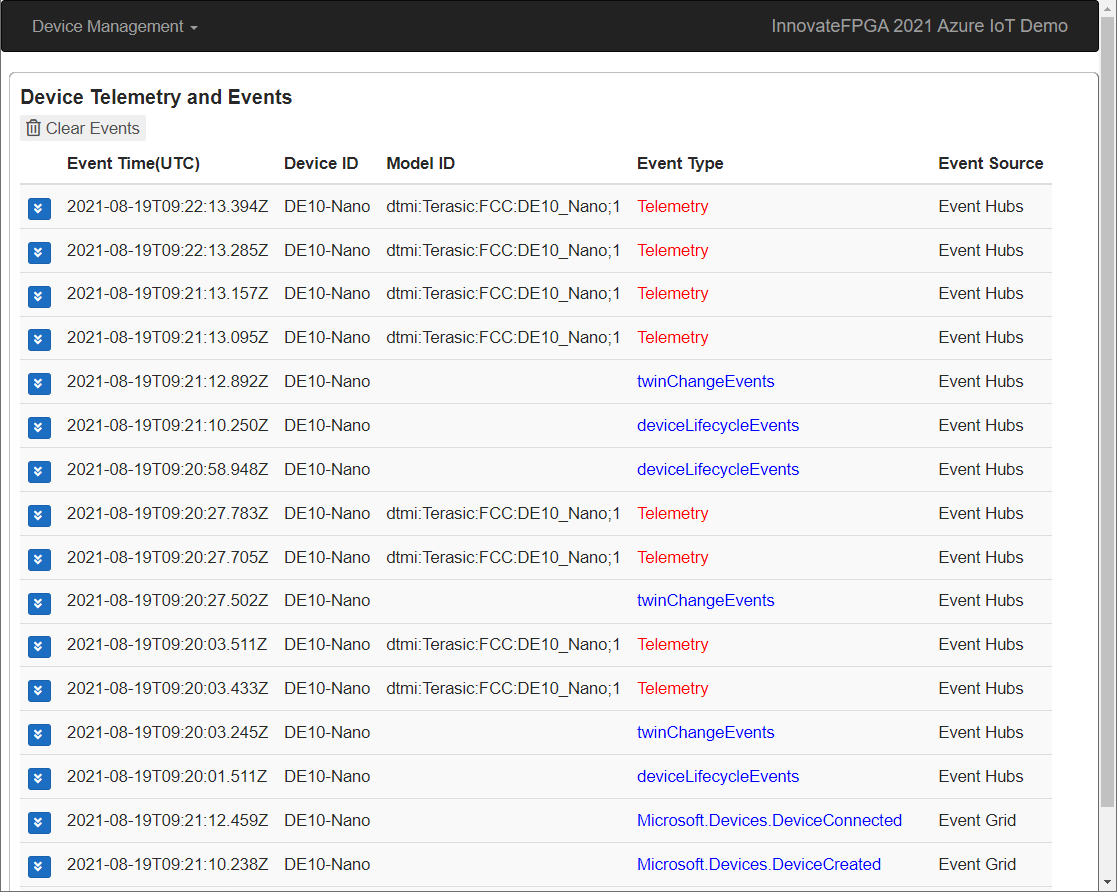 Device Management InnovateFPGA 2021 Azure IoT Demo
Device Telemetry and Events
Clear Events
Event Time(UTC) Device ID Model ID Event Type Event Source
2021-08-19T09:22:13.394Z DE10-Nano dtmi:Terasic:FCC:DE10_Nano;1 Telemetry Event Hubs
2021-08-19T09:22:13.285Z DE10-Nano dtmi:Terasic:FCC:DE10_Nano;1 Telemetry Event Hubs
2021-08-19T09:21:13.157Z DE10-Nano dtmi:Terasic:FCC:DE10_Nano;1 Telemetry Event Hubs
2021-08-19T09:21:13.095Z DE10-Nano dtmi:Terasic:FCC:DE10_Nano;1 Telemetry Event Hubs
2021-08-19T09:21:12.892Z DE10-Nano twinChangeEvents Event Hubs
2021-08-19T09:21:10.250Z DE10-Nano deviceLifecycleEvents Event Hubs
2021-08-19T09:20:58.948Z DE10-Nano deviceLifecycleEvents Event Hubs
2021-08-19T09:20:27.783Z DE10-Nano dtmi:Terasic:FCC:DE10_Nano;1 Telemetry Event Hubs
2021-08-19T09:20:27.705Z DE10-Nano dtmi:Terasic:FCC:DE10_Nano;1 Telemetry Event Hubs
2021-08-19T09:20:27.502Z DE10-Nano twinChangeEvents Event Hubs
2021-08-19T09:20:03.511Z DE10-Nano dtmi:Terasic:FCC:DE10_Nano;1 Telemetry Event Hubs
2021-08-19T09:20:03.433Z DE10-Nano dtmi:Terasic:FCC:DE10_Nano;1 Telemetry Event Hubs
2021-08-19T09:20:03.245Z DE10-Nano twinChangeEvents Event Hubs
2021-08-19T09:20:01.511Z DE10-Nano deviceLifecycleEvents Event Hubs
2021-08-19T09:21:12.459Z DE10-Nano Microsoft.Devices.DeviceConnected Event Grid
2021-08-19T09:21:10.238Z DE10-Nano Microsoft.Devices.DeviceCreated Event Grid